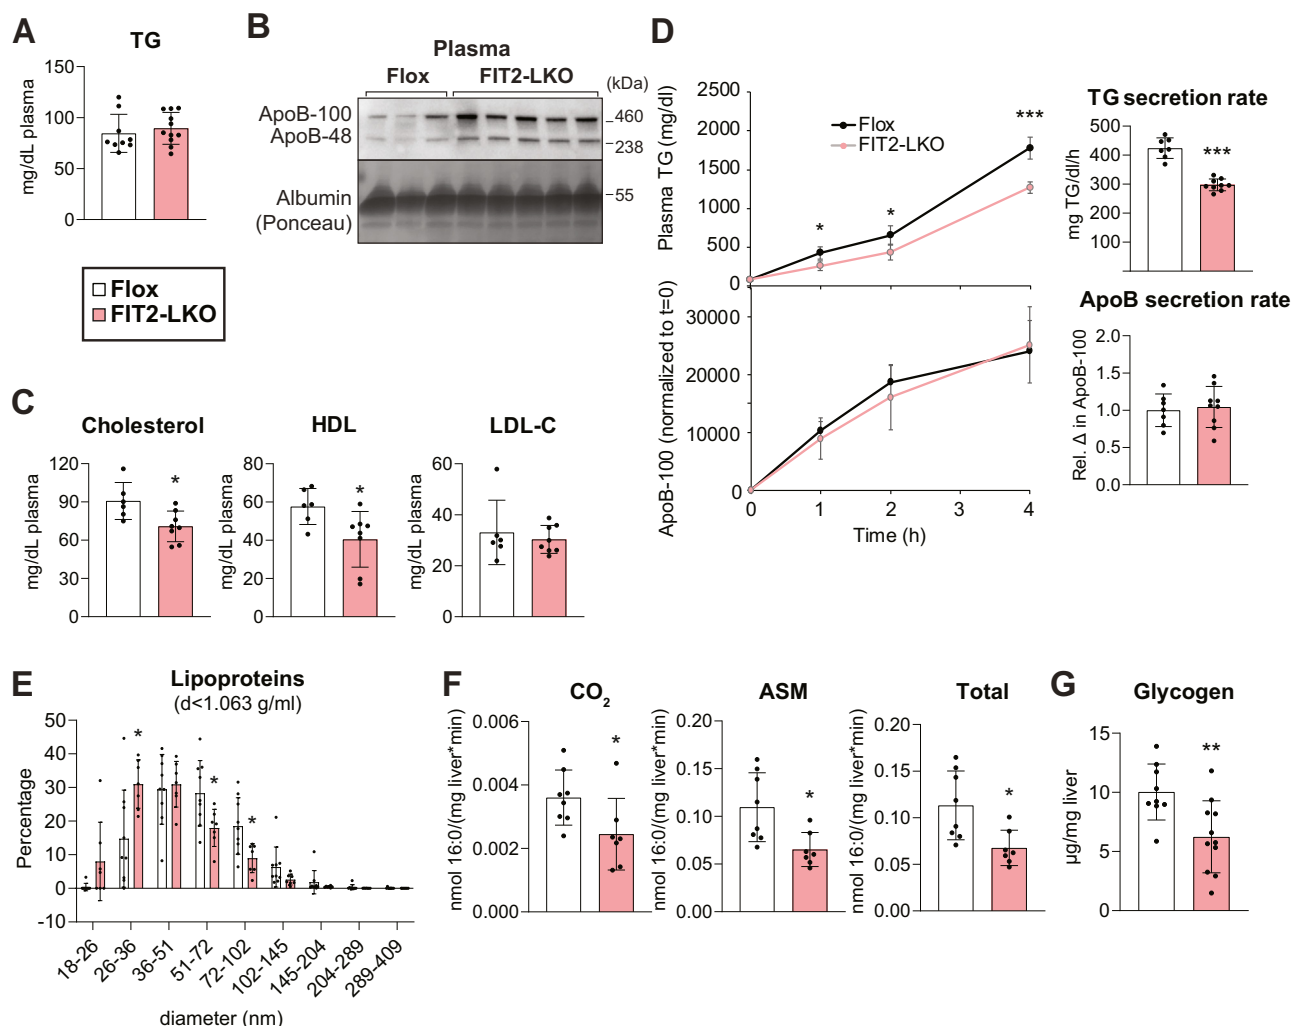 A
TG
mg/dL plasma
150
100
50
0
Flox
FIT2-LKO
B
Plasma
Flox
FIT2-LKO
(kDa)
ApoB-100
460
ApoB-48
238
Albumin
(Ponceau)
55
C
Cholesterol
mg/dL plasma
120
90
60
30
0
*
HDL
mg/dL plasma
80
60
40
20
0
*
LDL-C
mg/dL plasma
60
40
20
0
D
Plasma TG (mg/dl)
2500
2000
1500
1000
500
0
Flox
FIT2-LKO
*
*
***
ApoB-100 (normalized to t=0)
30000
20000
10000
0
0
1
2
3
4
Time (h)
TG secretion rate
mg TG/dl/h
500
400
300
200
100
***
ApoB secretion rate
Rel. Δ in ApoB-100
2.0
1.5
1.0
0.5
0.0
E
Lipoproteins
(d<1.063 g/ml)
Percentage
50
40
30
20
10
0
-10
*
*
*
18-26
26-36
36-51
51-72
72-102
102-145
145-204
204-289
289-409
diameter (nm)
F
CO₂
nmol 16:0/(mg liver*min)
0.006
0.004
0.002
0.000
*
ASM
nmol 16:0/(mg liver*min)
0.20
0.15
0.10
0.05
0.00
*
Total
nmol 16:0/(mg liver*min)
0.20
0.15
0.10
0.05
0.00
*
G
Glycogen
µg/mg liver
15
10
5
0
**